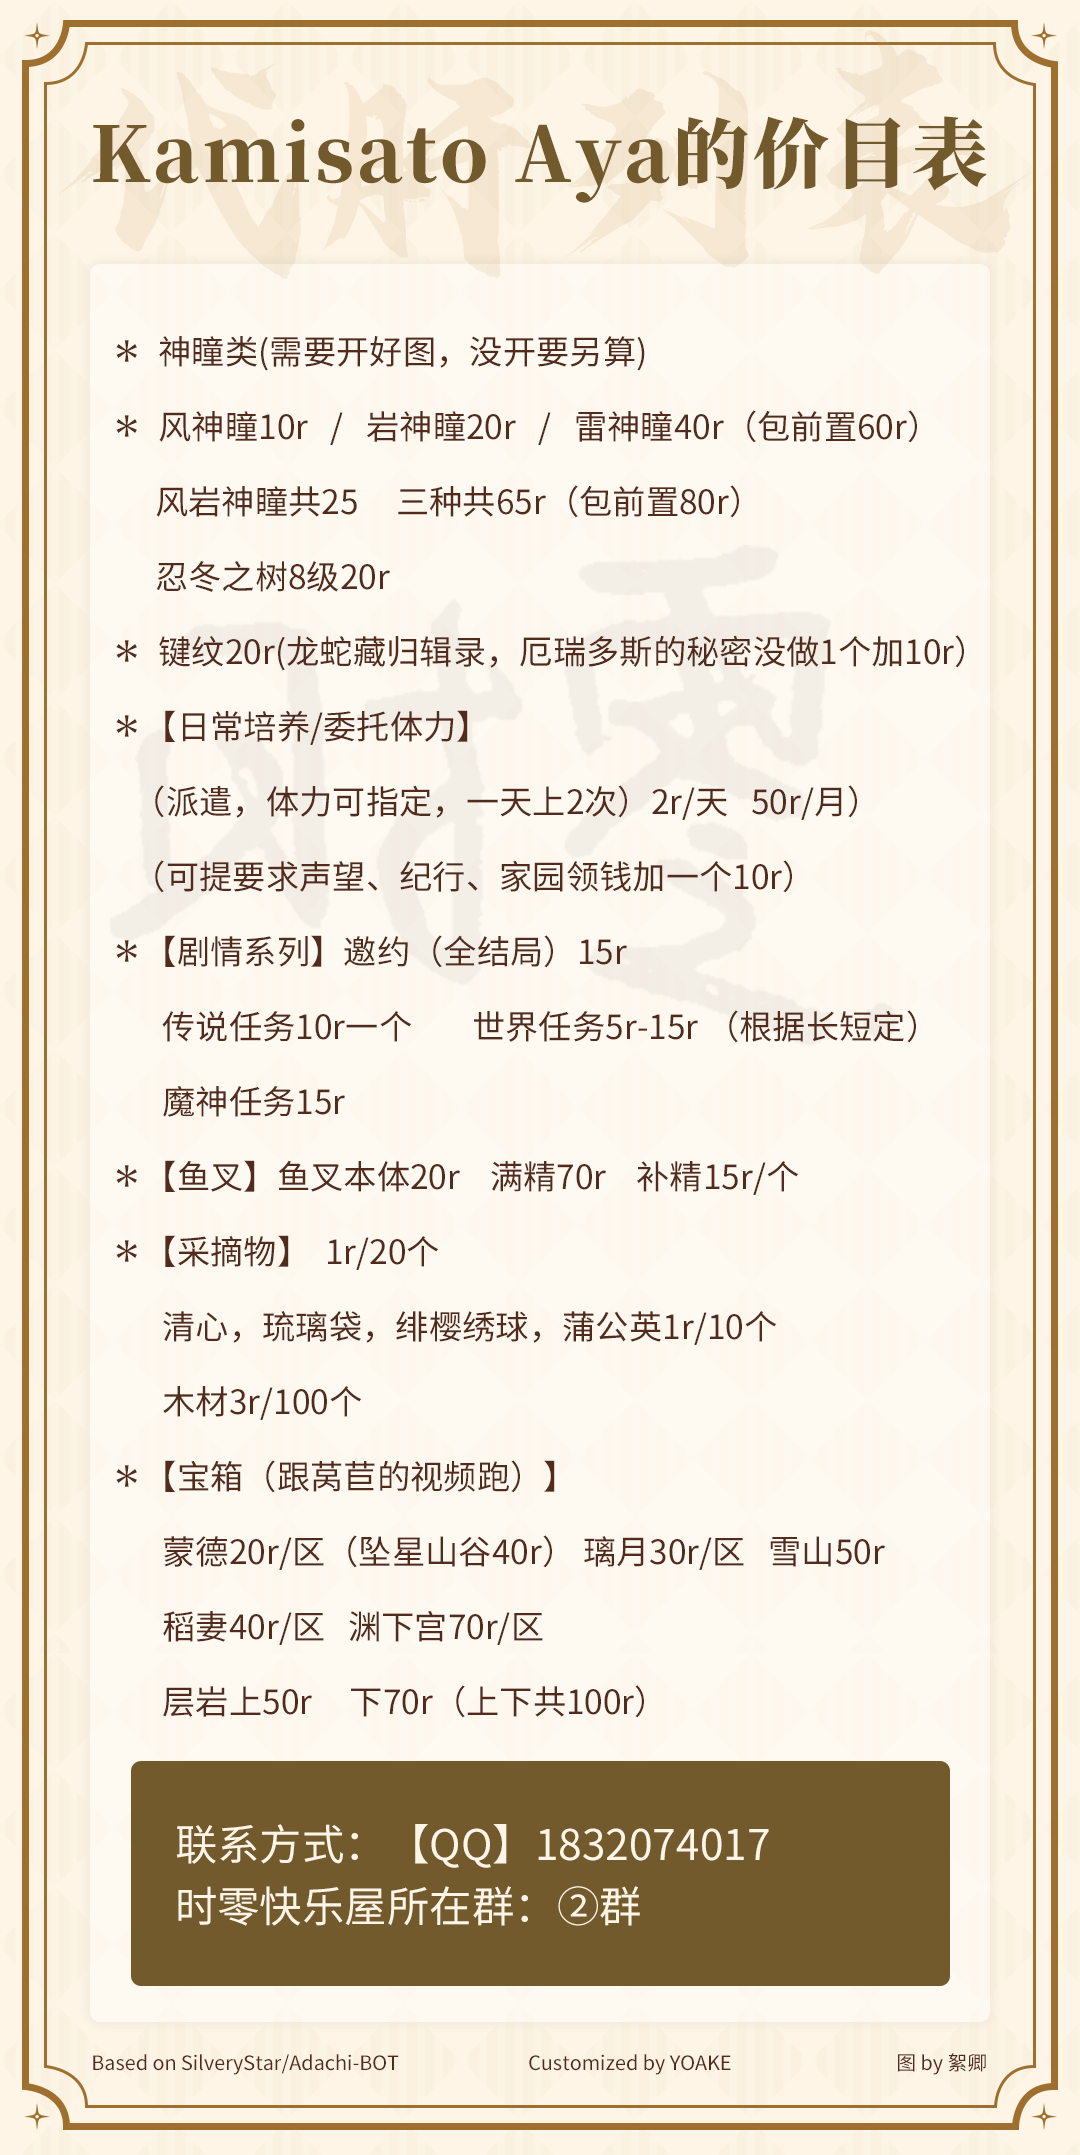 代肝列表
Kamisato Aya的价目表
＊ 神瞳类(需要开好图，没开要另算)
＊ 风神瞳10r / 岩神瞳20r / 雷神瞳40r（包前置60r）
风岩神瞳共25 三种共65r（包前置80r）
忍冬之树8级20r
＊ 键纹20r(龙蛇藏归辑录，厄瑞多斯的秘密没做1个加10r）
＊【日常培养/委托体力】
（派遣，体力可指定，一天上2次）2r/天 50r/月）
（可提要求声望、纪行、家园领钱加一个10r）
＊【剧情系列】邀约（全结局）15r
传说任务10r一个 世界任务5r-15r （根据长短定）
魔神任务15r
＊【鱼叉】鱼叉本体20r 满精70r 补精15r/个
＊【采摘物】 1r/20个
清心，琉璃袋，绯樱绣球，蒲公英1r/10个
木材3r/100个
＊【宝箱（跟莴苣的视频跑）】
蒙德20r/区（坠星山谷40r） 璃月30r/区 雪山50r
稻妻40r/区 渊下宫70r/区
层岩上50r 下70r（上下共100r）
时零
联系方式：【QQ】1832074017
时零快乐屋所在群：②群
Based on SilveryStar/Adachi-BOT Customized by YOAKE 图 by 絮卿